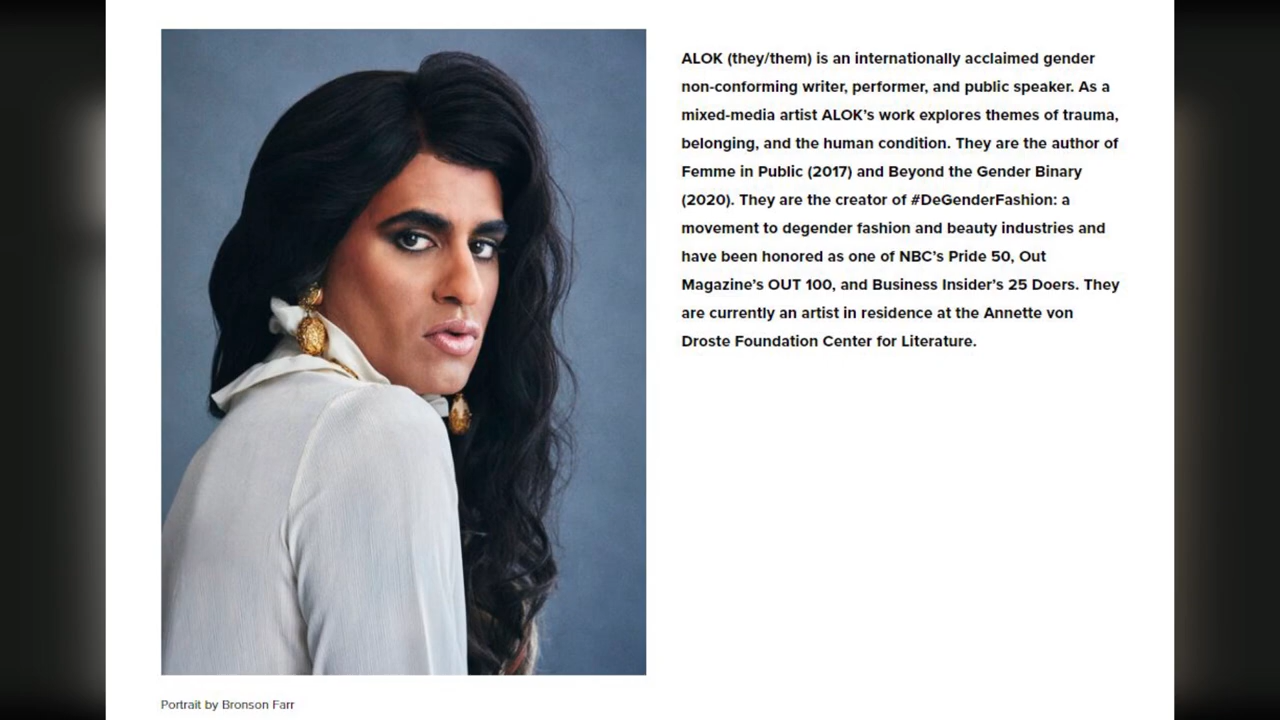 ALOK (they/them) is an internationally acclaimed gender
non-conforming writer, performer, and public speaker. As a
mixed-media artist ALOK’s work explores themes of trauma,
belonging, and the human condition. They are the author of
Femme in Public (2017) and Beyond the Gender Binary
(2020). They are the creator of #DeGenderFashion: a
movement to degender fashion and beauty industries and
have been honored as one of NBC’s Pride 50, Out
Magazine’s OUT 100, and Business Insider’s 25 Doers. They
are currently an artist in residence at the Annette von
Droste Foundation Center for Literature.
Portrait by Bronson Farr